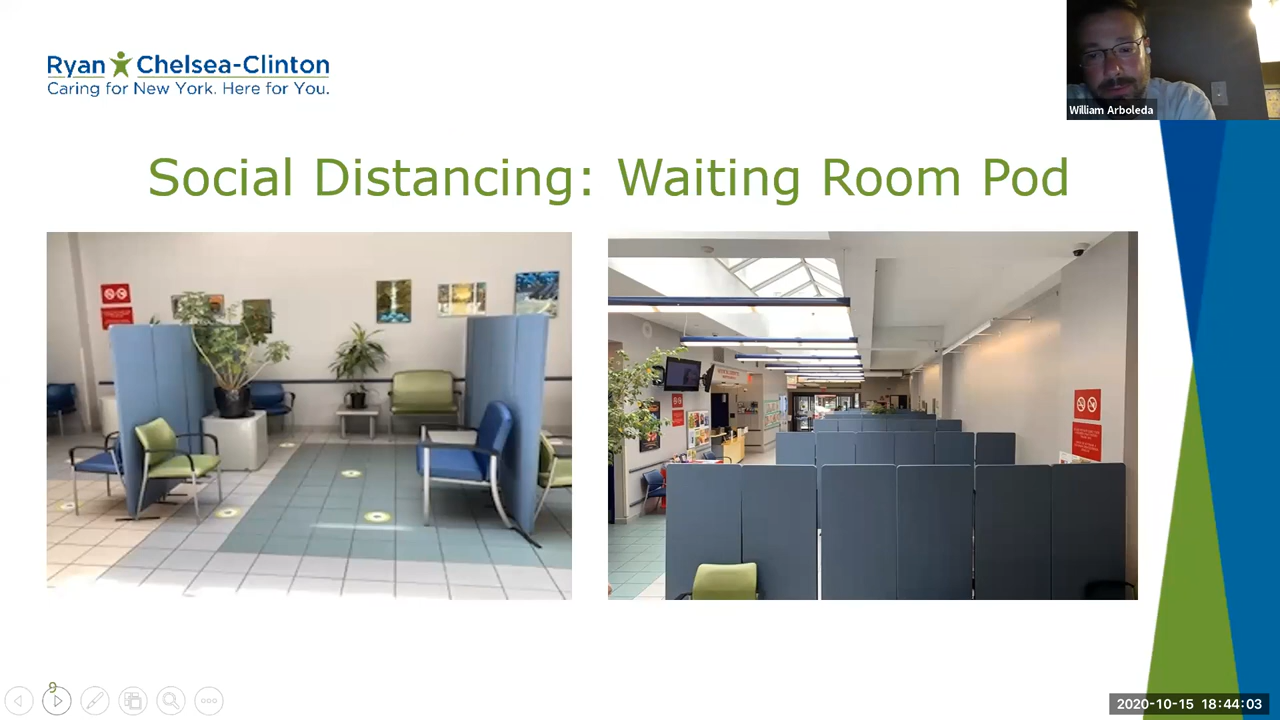 Ryan Chelsea-Clinton
Caring for New York. Here for You.
William Arboleda
Social Distancing: Waiting Room Pod
9
2020-10-15 18:44:03